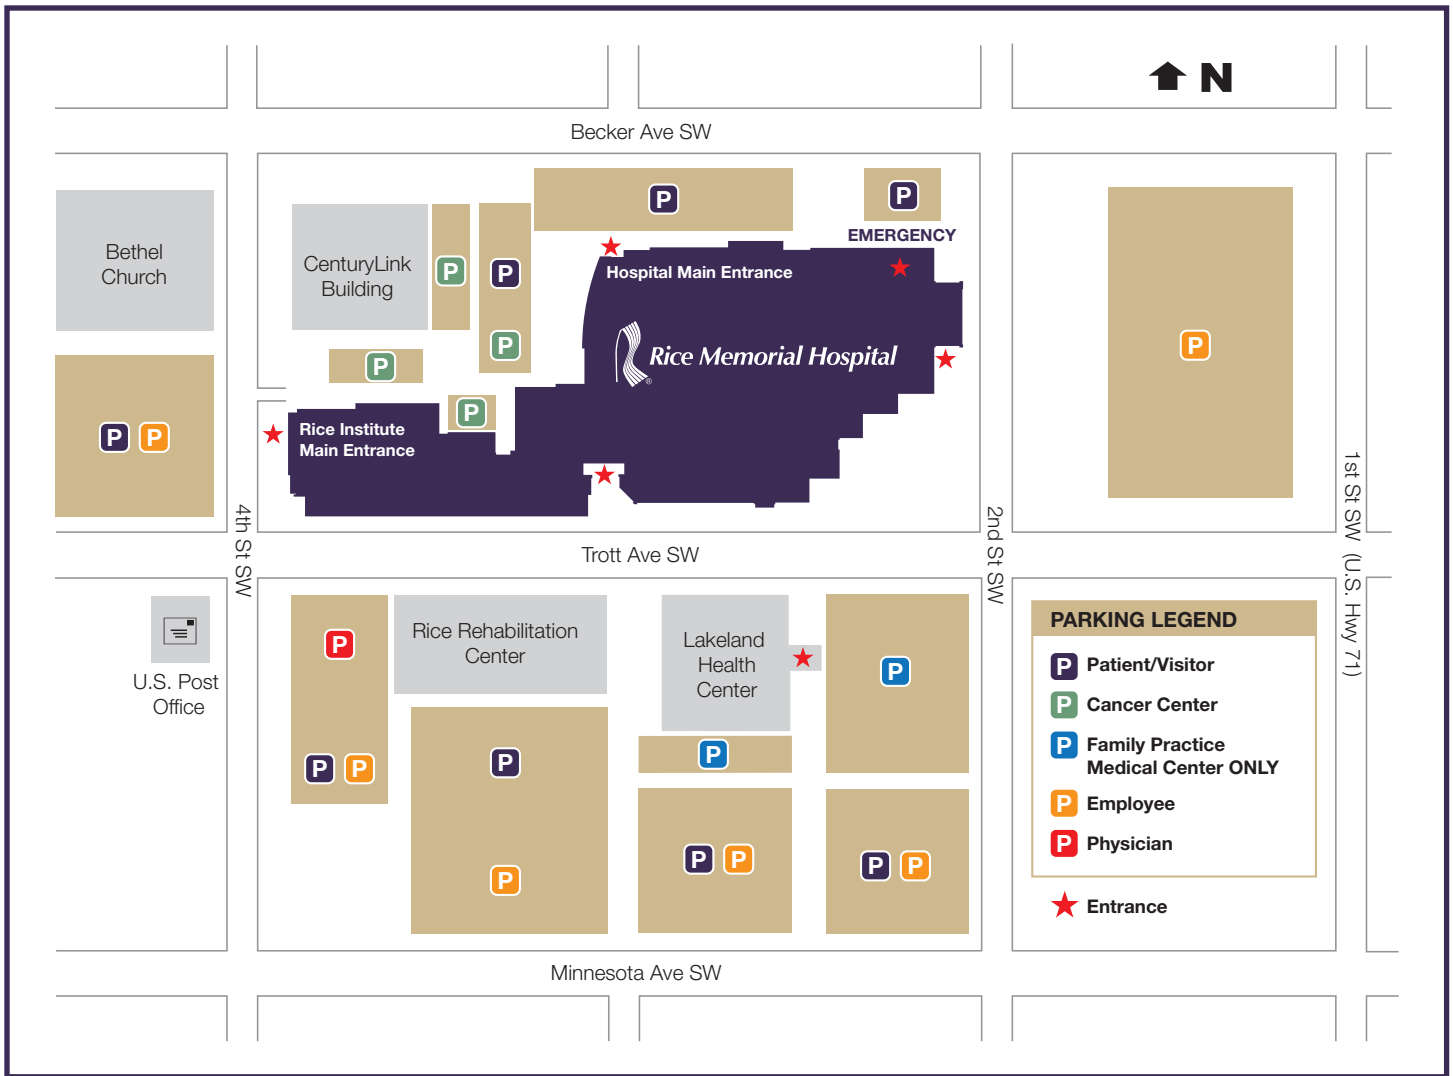 N
Becker Ave SW
P
P
EMERGENCY
Bethel
Church
CenturyLink
Building
P
P
Hospital Main Entrance
Rice Memorial Hospital
®
P
P
P
P
P
P
P
Rice Institute
Main Entrance
4th St SW
Trott Ave SW
2nd St SW
1st St SW (U.S. Hwy 71)
U.S. Post
Office
P
Rice Rehabilitation
Center
Lakeland
Health
Center
P
P
P
P
P
P
P
P
P
P
PARKING LEGEND
P Patient/Visitor
P Cancer Center
P Family Practice
Medical Center ONLY
P Employee
P Physician
Entrance
Minnesota Ave SW